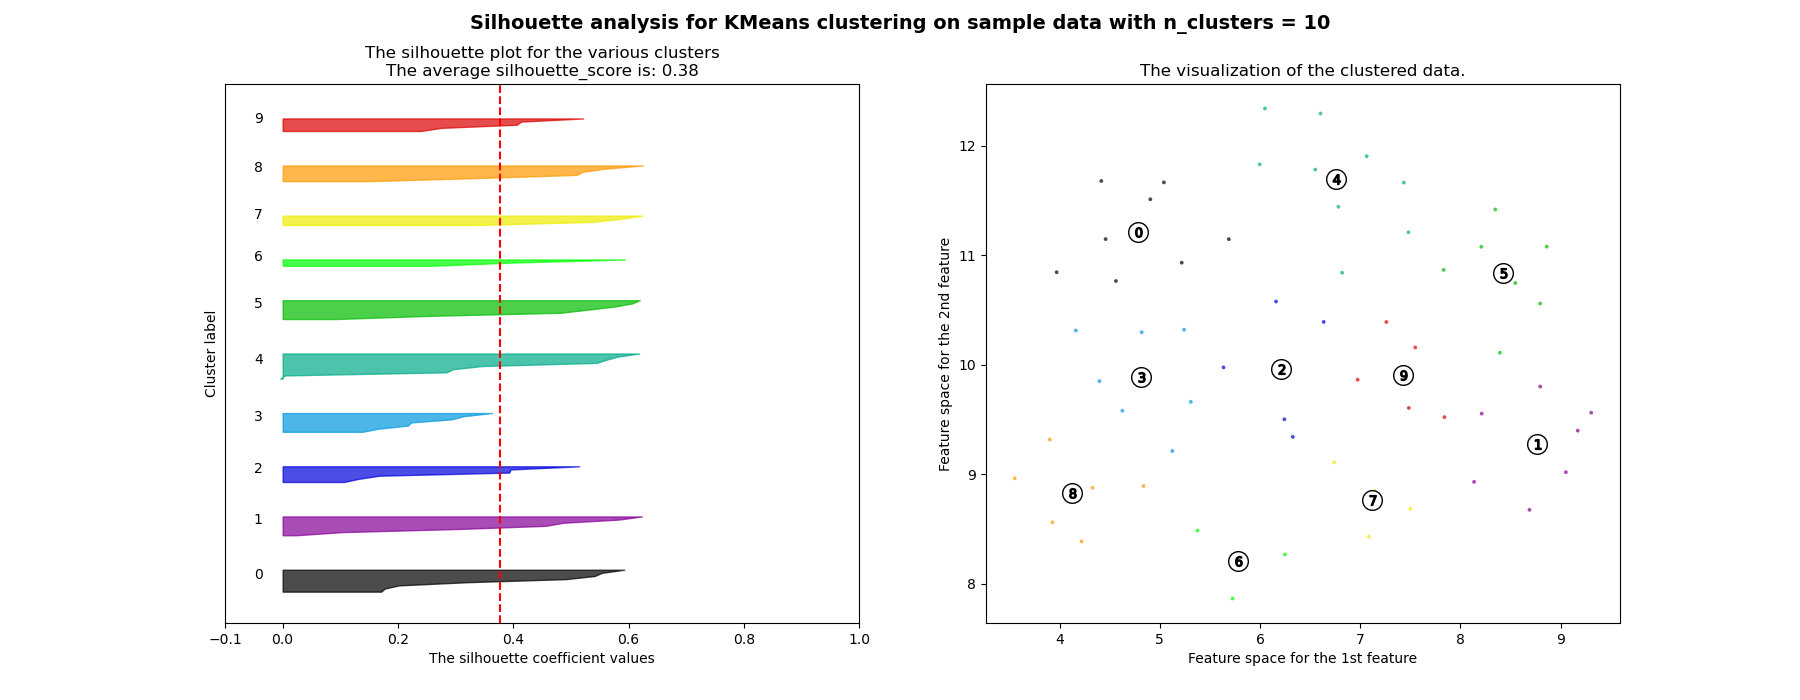 Silhouette analysis for KMeans clustering on sample data with n_clusters = 10
The silhouette plot for the various clusters
The average silhouette_score is: 0.38
9
8
7
6
5
4
3
2
1
0
Cluster label
−0.1 0.0 0.2 0.4 0.6 0.8 1.0
The silhouette coefficient values
The visualization of the clustered data.
12
11
10
9
8
Feature space for the 2nd feature
4
0
5
2
3
9
1
8
7
6
4 5 6 7 8 9
Feature space for the 1st feature